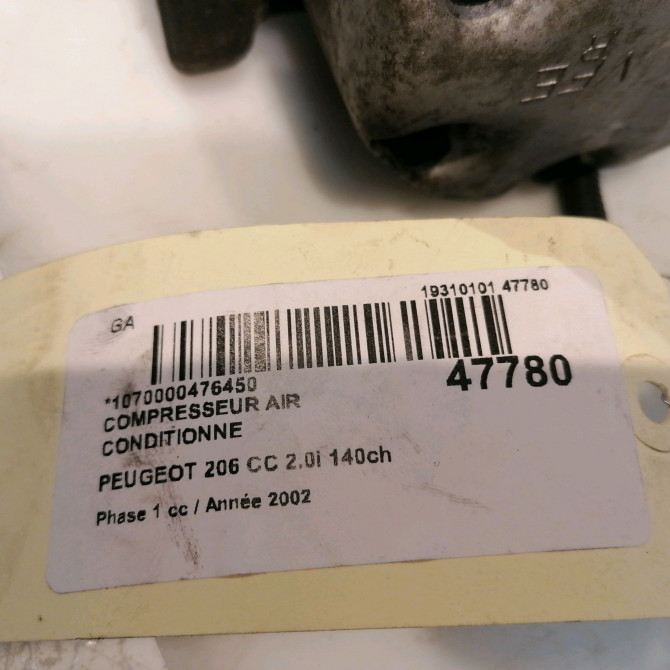 GA
19310101 47780
*1070000476450
47780
COMPRESSEUR AIR
CONDITIONNE
PEUGEOT 206 CC 2.0i 140ch
Phase 1 cc / Année 2002